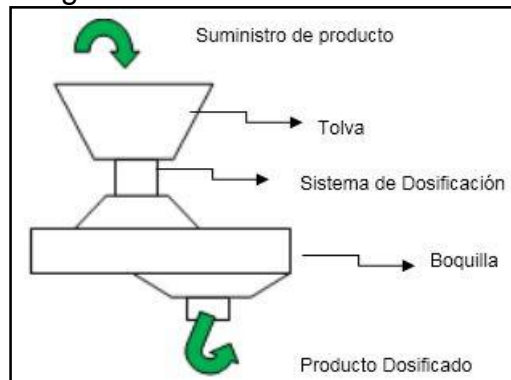 Suministro de producto
Tolva
Sistema de Dosificación
Boquilla
Producto Dosificado